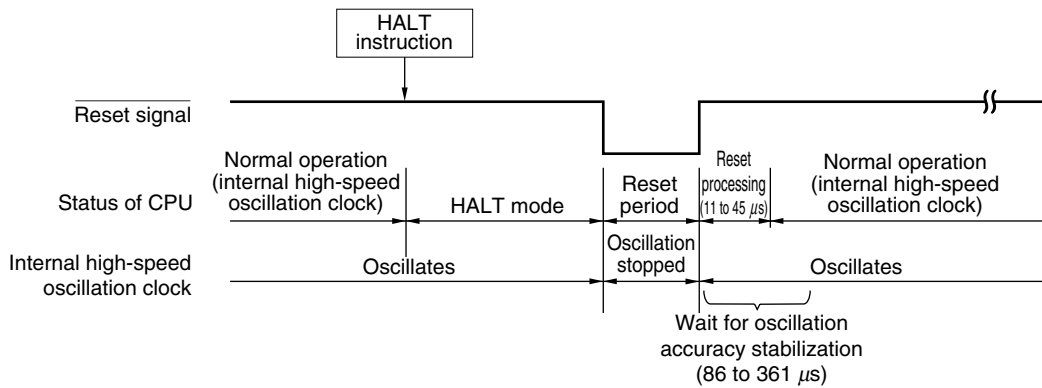 HALT
instruction
Reset signal
Status of CPU
Normal operation
(internal high-speed
oscillation clock)
HALT mode
Reset
period
Reset
processing
(11 to 45 μs)
Normal operation
(internal high-speed
oscillation clock)
Internal high-speed
oscillation clock
Oscillates
Oscillation
stopped
Oscillates
Wait for oscillation
accuracy stabilization
(86 to 361 μs)